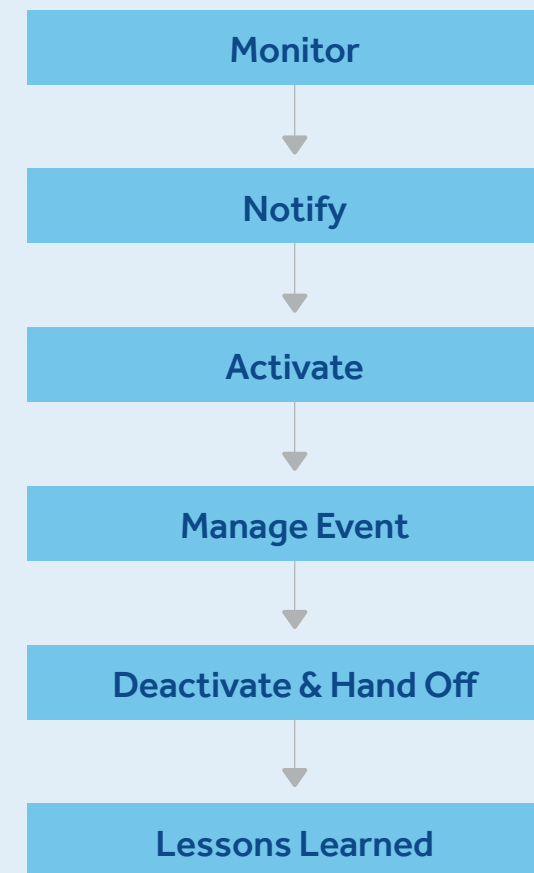 Monitor
Notify
Activate
Manage Event
Deactivate & Hand Off
Lessons Learned